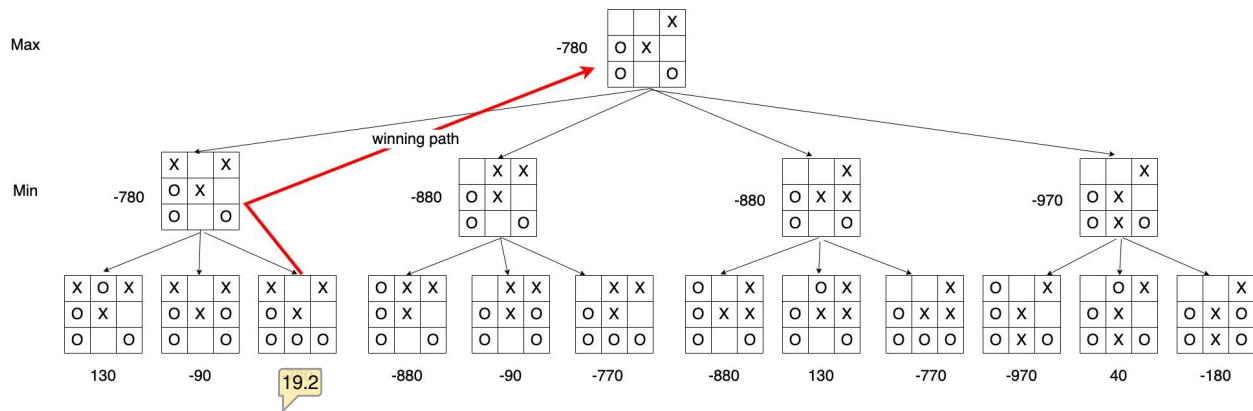 X
Max
-780
O X
O O
winning path
X X
X X
X
X
Min
-780
O X
-880
O X
-880
O X X
-970
O X
O O
O O
O O
O X O
X O X
X X
X X
O X X
X X
X X
O X
O X
X
O X
O X
X
O X
O X O
O X
O X
O X O
O X
O X X
O X X
O X X
O X
O X
O X O
O O
O O
O O O
O O
O O
O O O
O O
O O
O O O
O X O
O X O
O X O
130
-90
19.2
-880
-90
-770
-880
130
-770
-970
40
-180